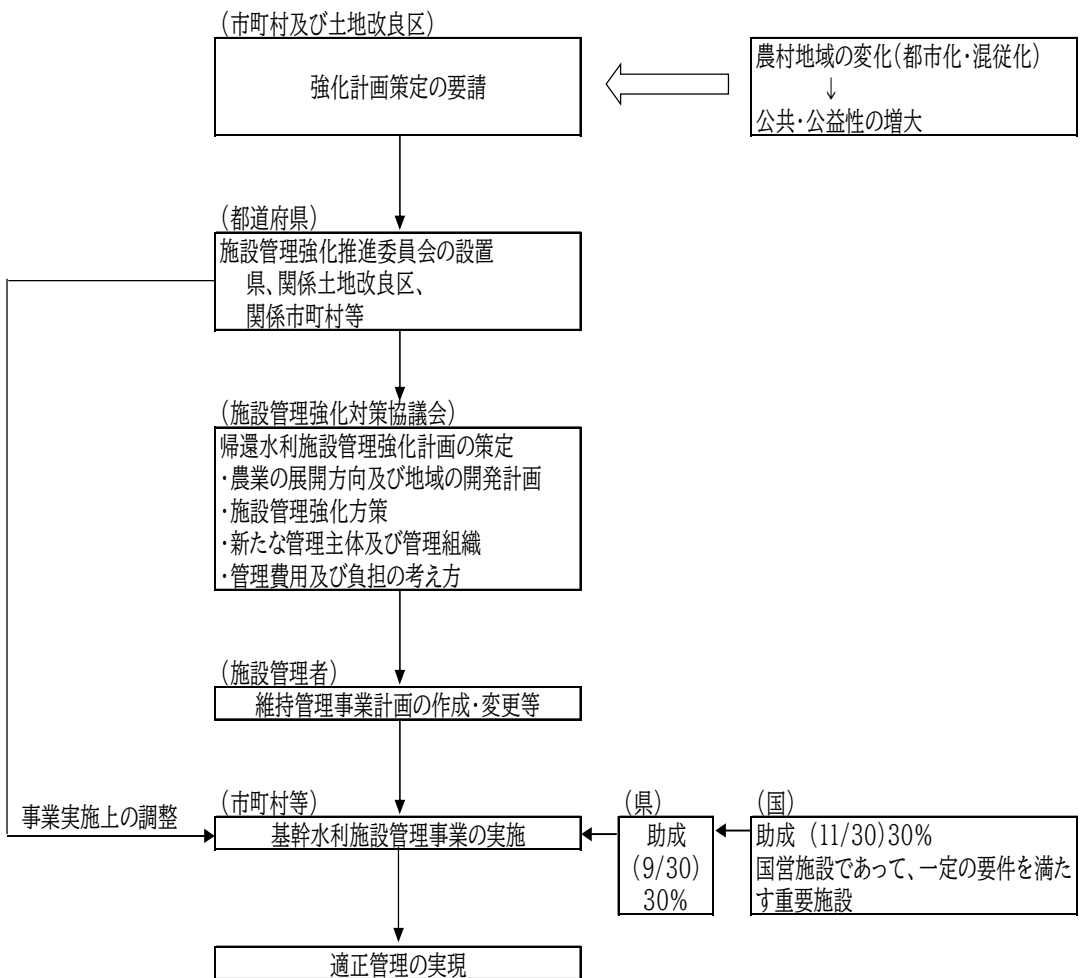 (市町村及び土地改良区)
強化計画策定の要請
農村地域の変化(都市化・混従化)
↓
公共・公益性の増大
(都道府県)
施設管理強化推進委員会の設置
県、関係土地改良区、
関係市町村等
(施設管理強化対策協議会)
帰還水利施設管理強化計画の策定
・農業の展開方向及び地域の開発計画
・施設管理強化方策
・新たな管理主体及び管理組織
・管理費用及び負担の考え方
(施設管理者)
維持管理事業計画の作成・変更等
事業実施上の調整
(市町村等)
基幹水利施設管理事業の実施
(県)
助成
(9/30)
30%
(国)
助成 (11/30)30%
国営施設であって、一定の要件を満た
す重要施設
適正管理の実現